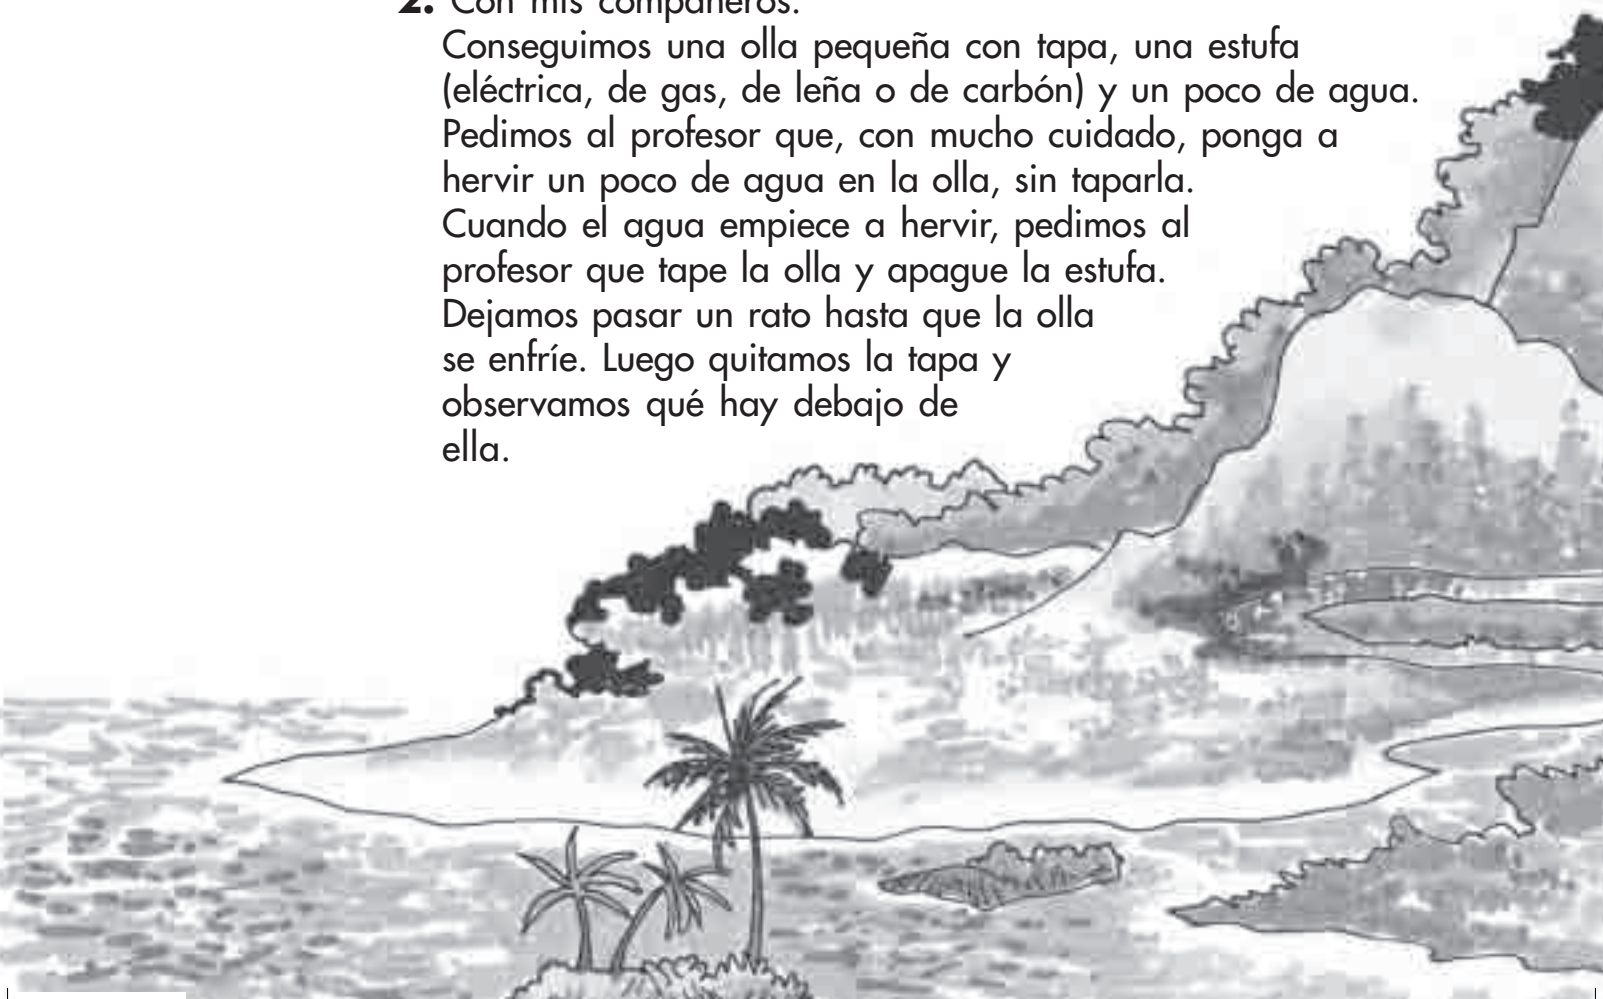 2. Con mis compañeros:
Conseguimos una olla pequeña con tapa, una estufa
(eléctrica, de gas, de leña o de carbón) y un poco de agua.
Pedimos al profesor que, con mucho cuidado, ponga a
hervir un poco de agua en la olla, sin taparla.
Cuando el agua empiece a hervir, pedimos al
profesor que tape la olla y apague la estufa.
Dejamos pasar un rato hasta que la olla
se enfríe. Luego quitamos la tapa y
observamos qué hay debajo de
ella.